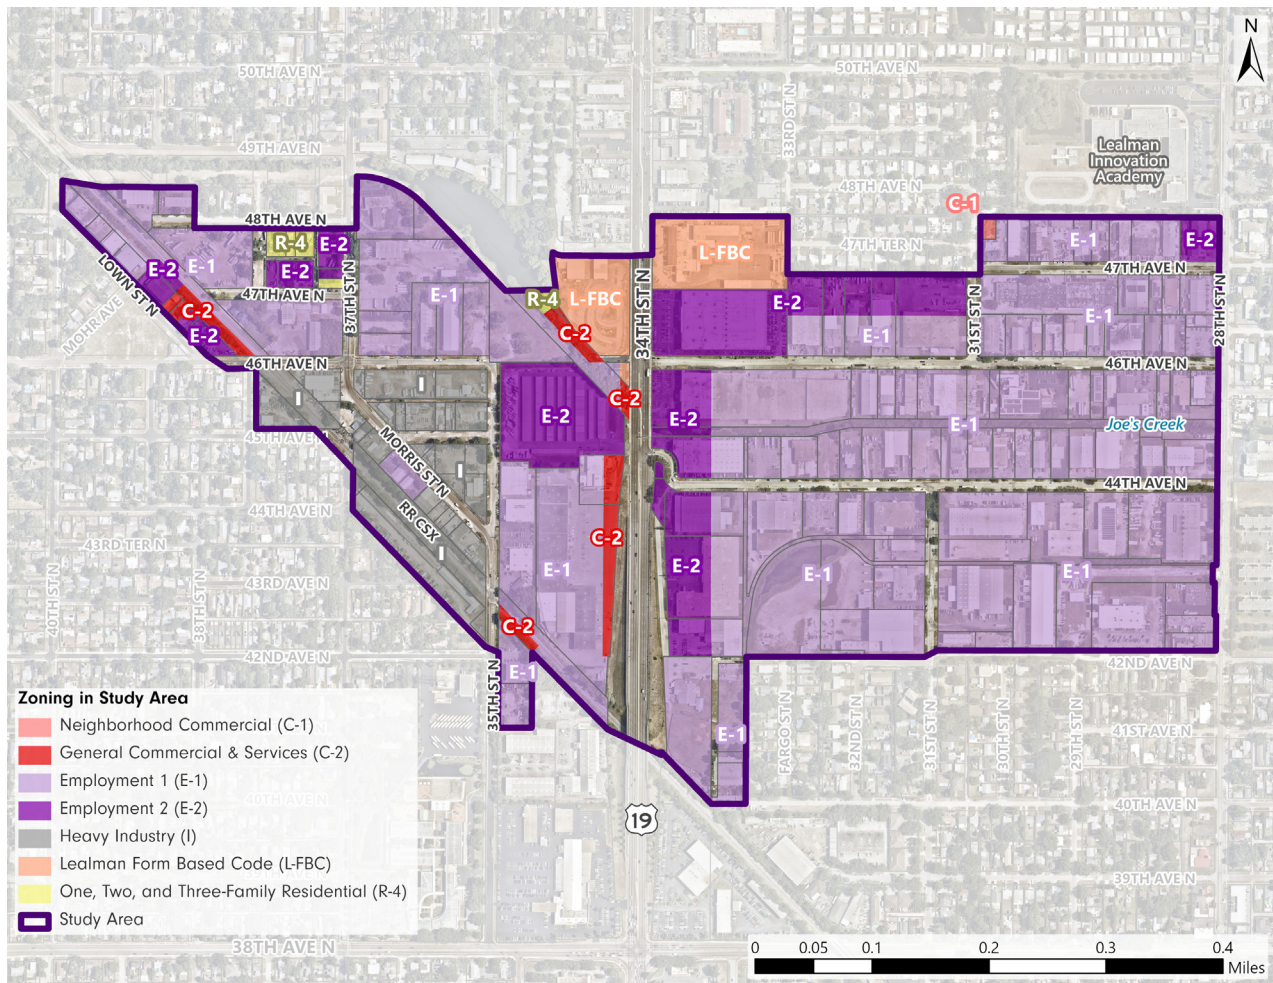 N
50TH AVE N
50TH AVE N
33RD ST N
49TH AVE N
Lealman
Innovation
Academy
48TH AVE N
C-1
48TH AVE N
R-4
E-2
L-FBC
47TH TER N
E-1
E-2
LOWN ST N
E-2
E-1
E-2
47TH AVE N
37TH ST N
E-1
R-4
L-FBC
34TH ST N
E-2
47TH AVE N
28TH ST N
MOHR AVE
C-2
E-2
C-2
E-1
31ST ST N
E-1
46TH AVE N
46TH AVE N
I
I
C-2
E-2
E-2
E-1
Joe's Creek
45TH AVE N
MORRIS ST N
I
44TH AVE N
44TH AVE N
RR CSX
C-2
43RD TER N
I
E-2
E-1
E-1
E-1
40TH ST N
38TH ST N
43RD AVE N
C-2
42ND AVE N
42ND AVE N
35TH ST N
E-1
E-1
FARGO ST N
32ND ST N
31ST ST N
30TH ST N
29TH ST N
41ST AVE N
40TH AVE N
40TH AVE N
19
39TH AVE N
38TH AVE N
Zoning in Study Area
Neighborhood Commercial (C-1)
General Commercial & Services (C-2)
Employment 1 (E-1)
Employment 2 (E-2)
Heavy Industry (I)
Lealman Form Based Code (L-FBC)
One, Two, and Three-Family Residential (R-4)
Study Area
0 0.05 0.1 0.2 0.3 0.4
Miles